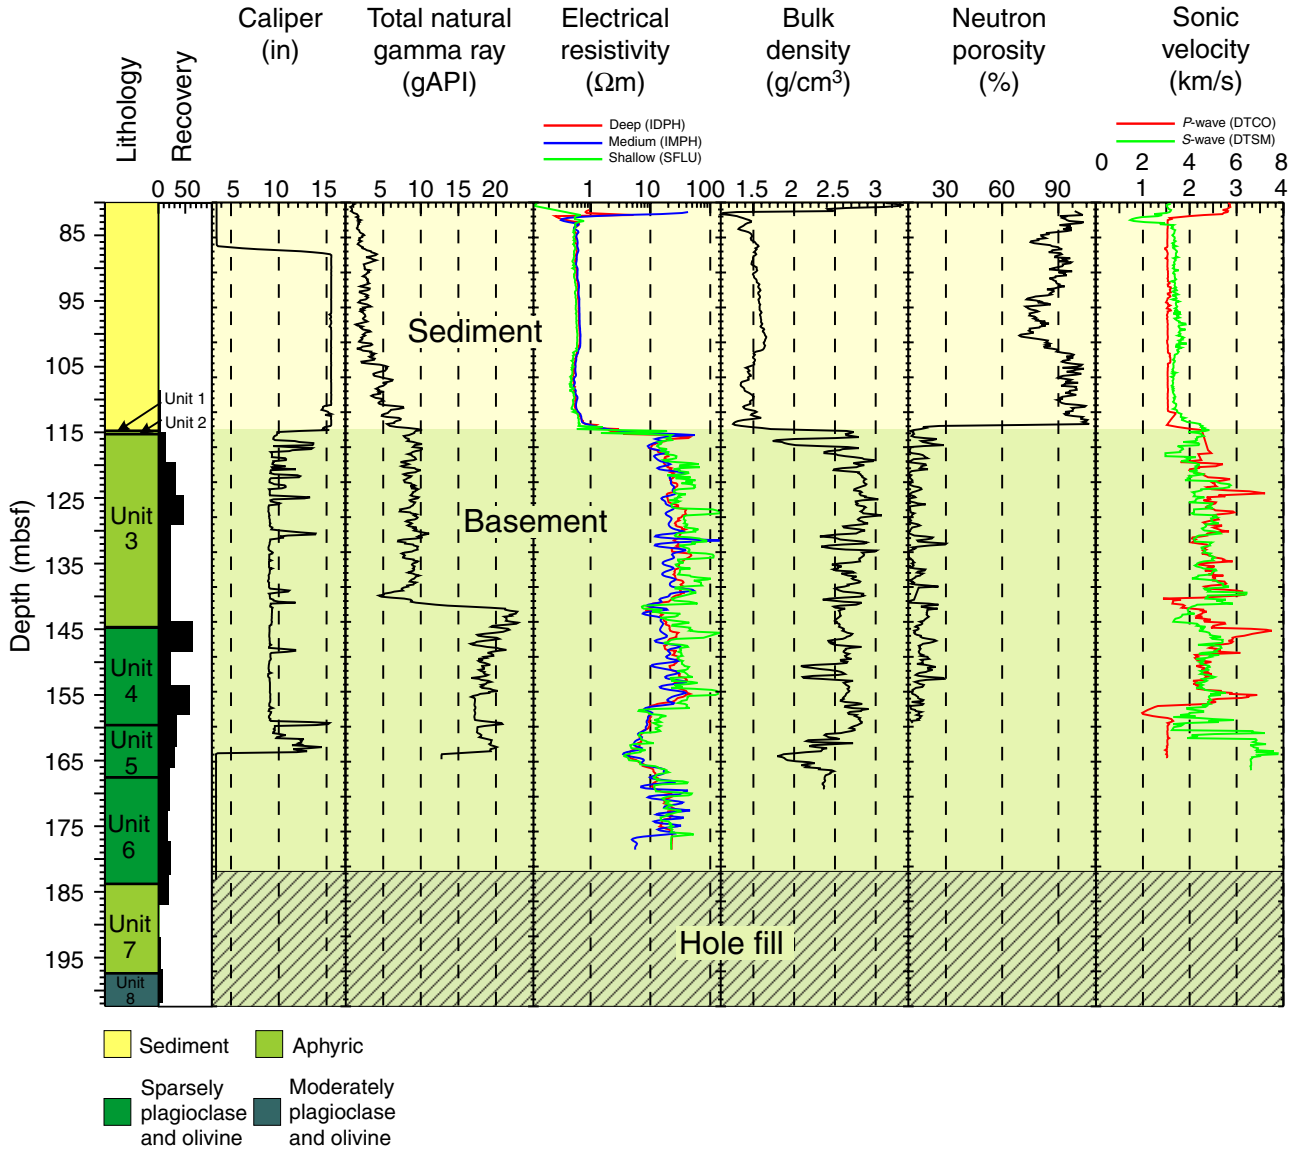 Lithology
Recovery
Caliper
(in)
Total natural
gamma ray
(gAPI)
Electrical
resistivity
(Ωm)
Bulk
density
(g/cm³)
Neutron
porosity
(%)
Sonic
velocity
(km/s)
Deep (IDPH)
Medium (IMPH)
Shallow (SFLU)
P-wave (DTCO)
S-wave (DTSM)
0 2 4 6 8
0 50 5 10 15 5 10 15 20 1 10 100 1.5 2 2.5 3 30 60 90 1 2 3 4
Depth (mbsf)
85
95
105
115
125
135
145
155
165
175
185
195
Sediment
Unit 1
Unit 2
Basement
Unit
3
Unit
4
Unit
5
Unit
6
Unit
7
Unit
8
Hole fill
Sediment
Aphyric
Sparsely
plagioclase
and olivine
Moderately
plagioclase
and olivine